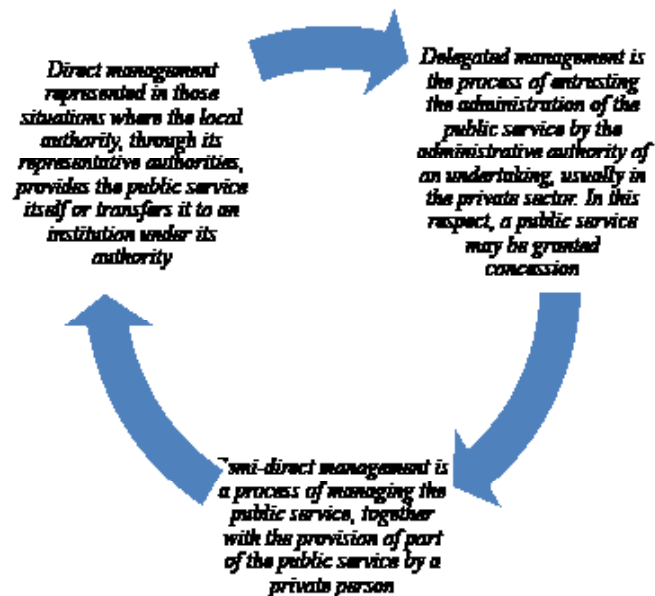 Direct management
represented in those
situations where the local
authority, through its
representative authorities,
provides the public service
itself or transfers it to an
institution under its
authority
Delegated management is
the process of entrusting
the administration of the
public service by the
administrative authority of
an undertaking, usually in
the private sector. In this
respect, a public service
may be granted
concession
management is
a process of managing the
public service, together
with the provision of part
of the public service by a
private person